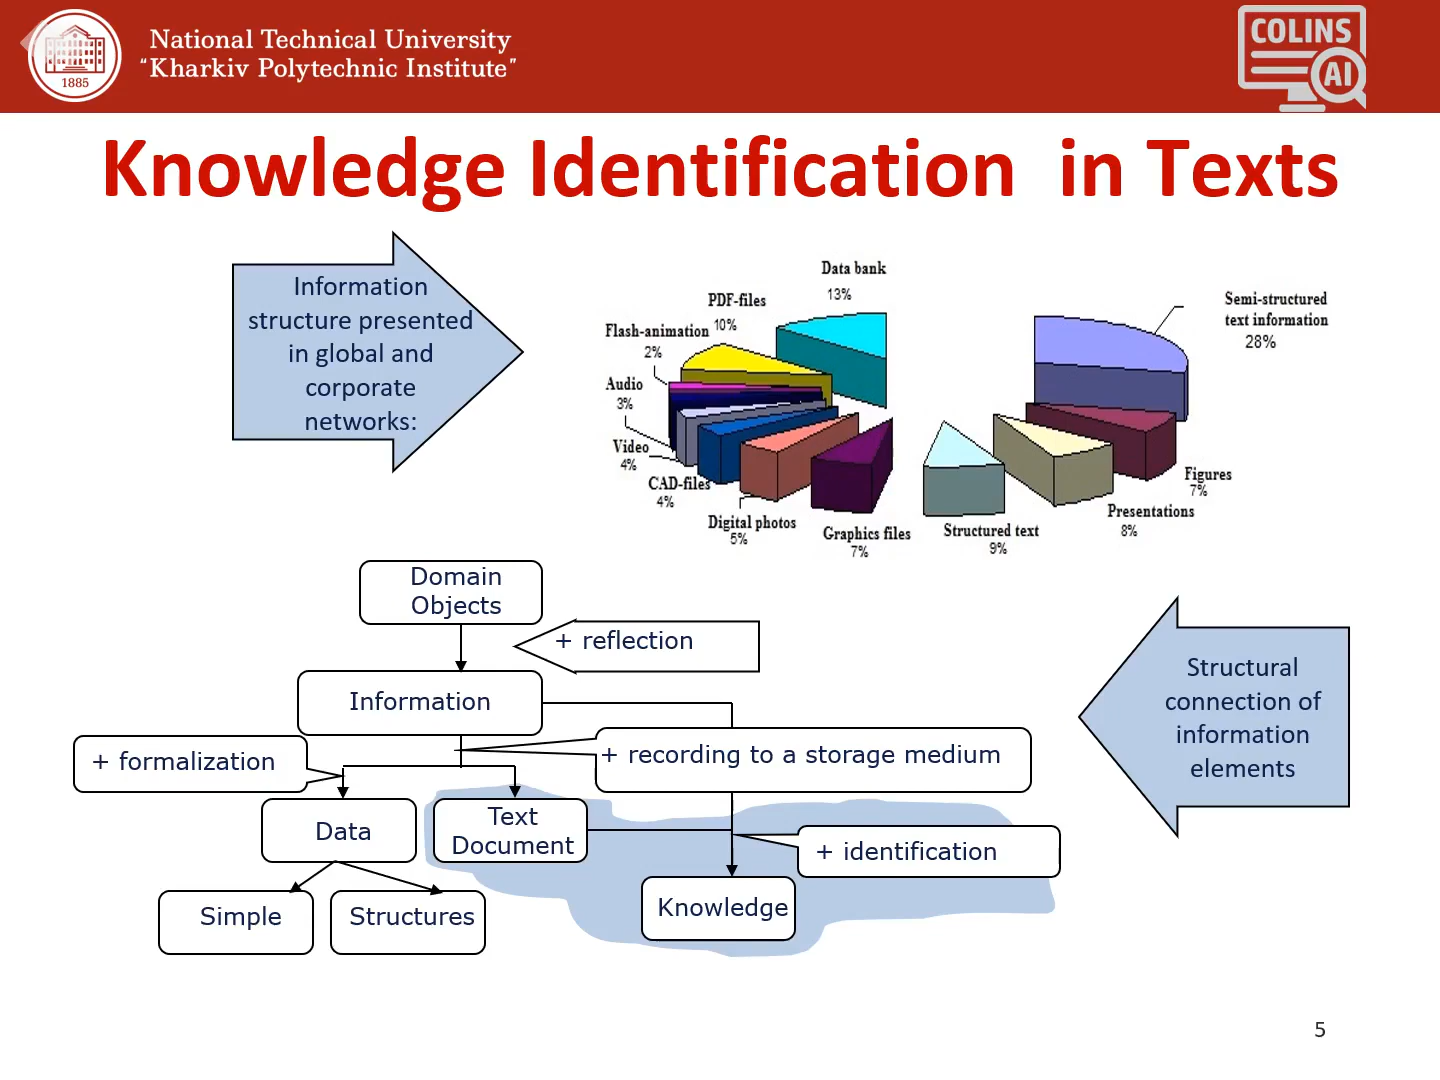 National Technical University
“Kharkiv Polytechnic Institute”
1885
COLINS
AI
Knowledge Identification in Texts
Information
structure presented
in global and
corporate
networks:
Data bank
13%
PDF-files
10%
Flash-animation
2%
Audio
3%
Video
4%
CAD-files
4%
Digital photos
5%
Graphics files
7%
Structured text
9%
Presentations
8%
Figures
7%
Semi-structured
text information
28%
Domain
Objects
+ reflection
Information
+ formalization
+ recording to a storage medium
Data
Text
Document
+ identification
Simple
Structures
Knowledge
Structural
connection of
information
elements
5